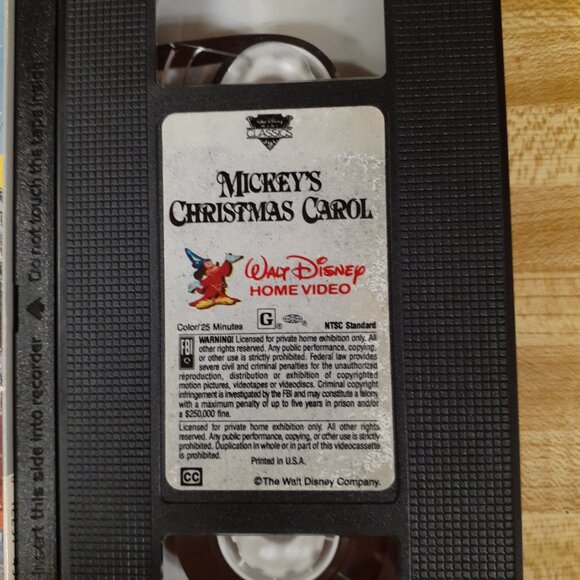 Walt Disney
MINI
CLASSICS
MICKEY'S
CHRISTMAS CAROL
WALT DISNEY
HOME VIDEO
Color/25 Minutes
G
®
NTSC Standard
FBI
WARNING! Licensed for private home exhibition only. All
other rights reserved. Any public performance, copying,
or other use is strictly prohibited. Federal law provides
severe civil and criminal penalties for the unauthorized
reproduction, distribution or exhibition of copyrighted
motion pictures, videotapes or videodiscs. Criminal copyright
infringement is investigated by the FBI and may constitute a felony
with a maximum penalty of up to five years in prison and/or
a $250,000 fine.
Licensed for private home exhibition only. All other rights
reserved. Any public performance, copying, or other use is strictly
prohibited. Duplication in whole or in part of this videocassette
is prohibited.
Printed in U.S.A.
CC
©The Walt Disney Company.
Insert this side into recorder ▲ Do not touch the tape inside